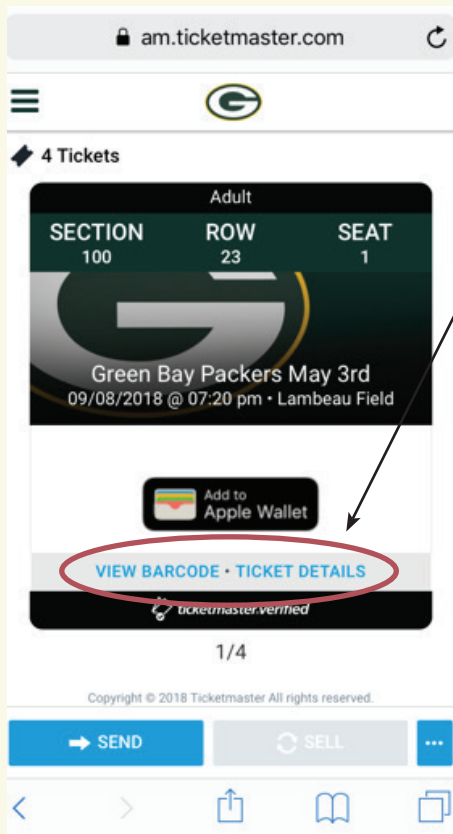 am.ticketmaster.com
G
4 Tickets
Adult
SECTION ROW SEAT
100 23 1
G
Green Bay Packers May 3rd
09/08/2018 @ 07:20 pm • Lambeau Field
Add to
Apple Wallet
VIEW BARCODE • TICKET DETAILS
ticketmaster.verified
1/4
Copyright © 2018 Ticketmaster All rights reserved.
SEND SELL ...